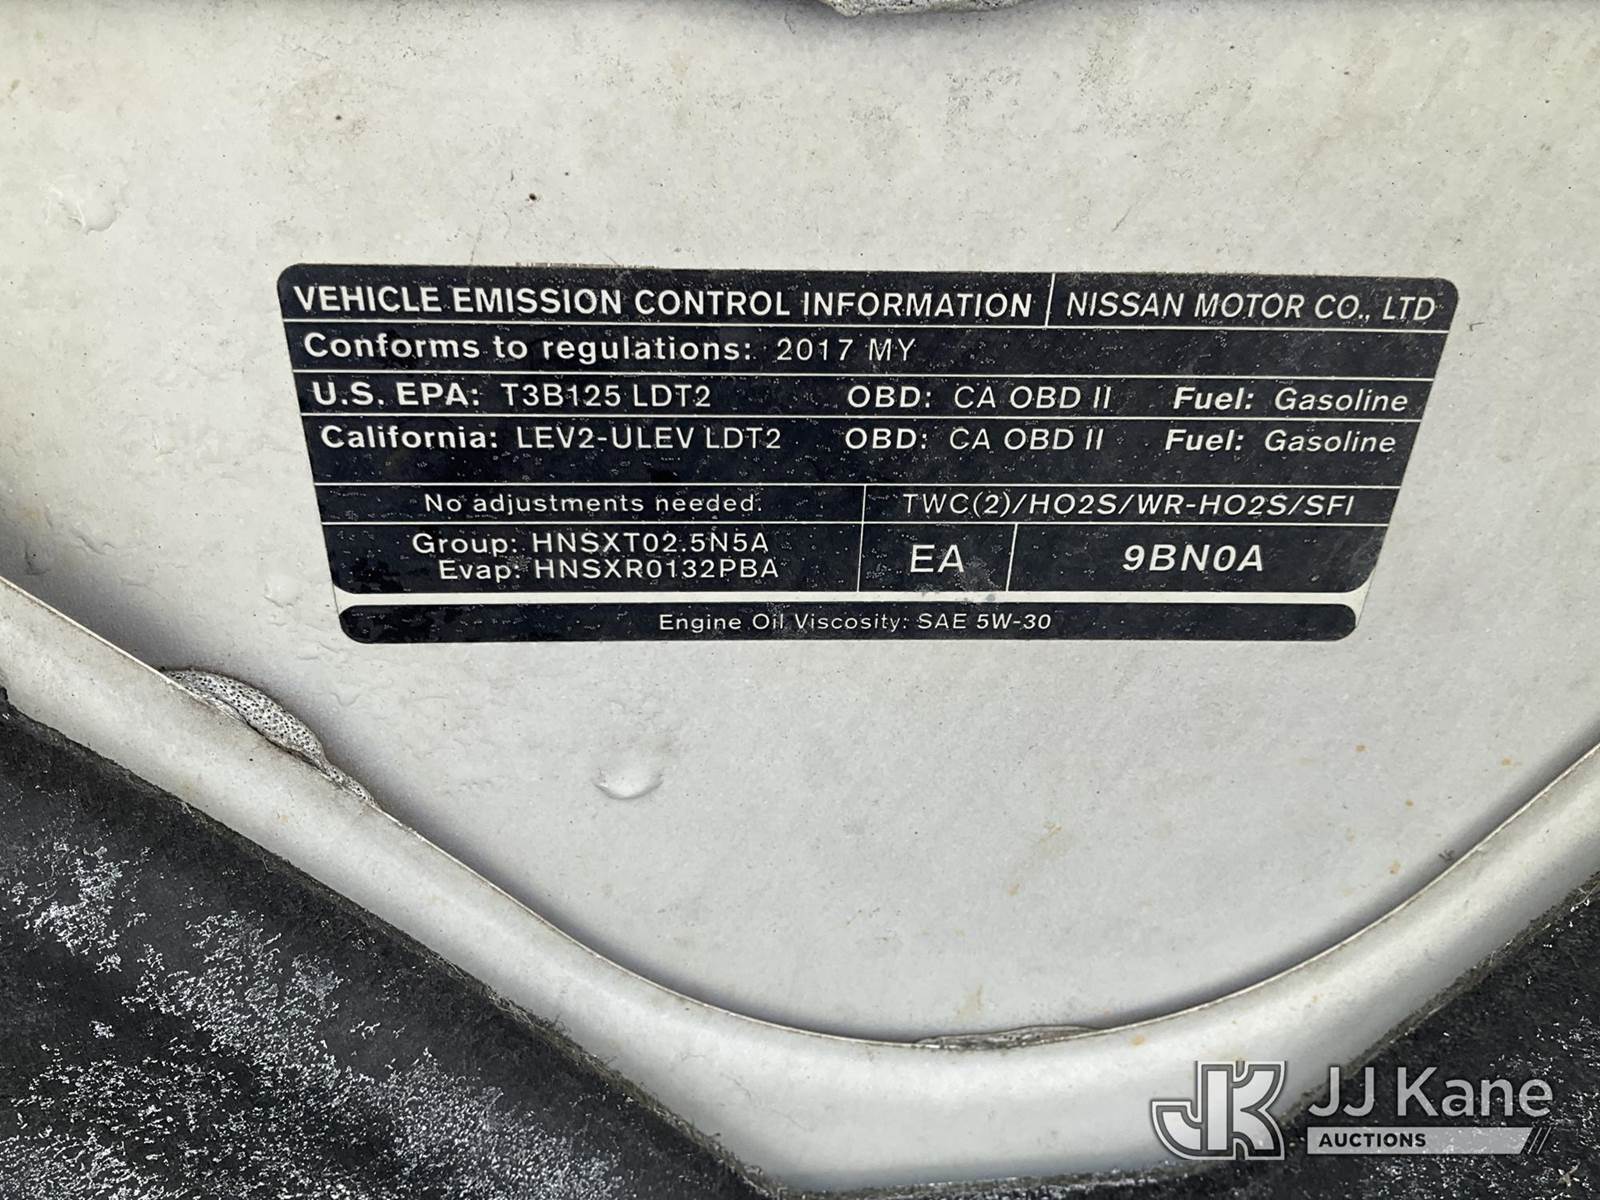 VEHICLE EMISSION CONTROL INFORMATION NISSAN MOTOR CO., LTD
Conforms to regulations: 2017 MY
U.S. EPA: T3B125 LDT2 OBD: CA OBD II Fuel: Gasoline
California: LEV2-ULEV LDT2 OBD: CA OBD II Fuel: Gasoline
No adjustments needed. TWC(2)/HO2S/WR-HO2S/SFI
Group: HNSXT02.5N5A
Evap: HNSXR0132PBA
EA 9BN0A
Engine Oil Viscosity: SAE 5W-30
JK JJ Kane
AUCTIONS